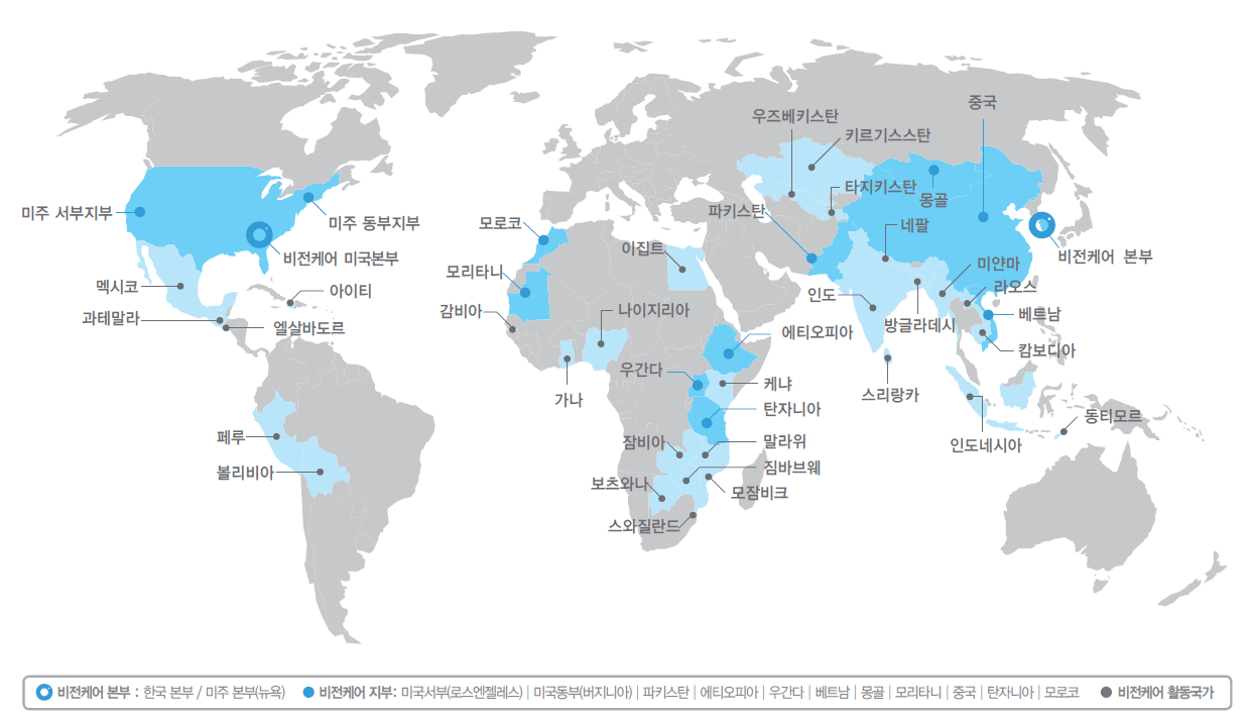 중국
우즈베키스탄
키르기스스탄
타지키스탄
몽골
미주 서부지부
미주 동부지부
모로코
파키스탄
네팔
이집트
비전케어 미국본부
비전케어 본부
모리타니
미얀마
멕시코
아이티
인도
라오스
과테말라
엘살바도르
감비아
나이지리아
방글라데시
베트남
에티오피아
캄보디아
우간다
케냐
스리랑카
가나
탄자니아
동티모르
페루
잠비아
말라위
인도네시아
볼리비아
짐바브웨
보츠와나
모잠비크
스와질란드
비전케어 본부 : 한국 본부 / 미주 본부(뉴욕) 비전케어 지부: 미국서부(로스엔젤레스) | 미국동부(버지니아) | 파키스탄 | 에티오피아 | 우간다 | 베트남 | 몽골 | 모리타니 | 중국 | 탄자니아 | 모로코 비전케어 활동국가